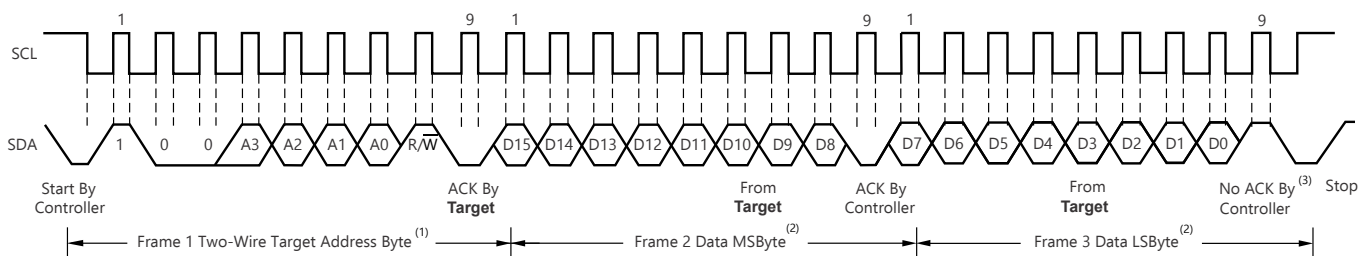 1 9 1 9 1 9
SCL
SDA 1 0 0 A3 A2 A1 A0 R/W̅ D15 D14 D13 D12 D11 D10 D9 D8 D7 D6 D5 D4 D3 D2 D1 D0
Start By
Controller
ACK By
Target
From
Target
ACK By
Controller
From
Target
No ACK By (3)
Controller
Stop
Frame 1 Two-Wire Target Address Byte (1)
Frame 2 Data MSByte (2)
Frame 3 Data LSByte (2)